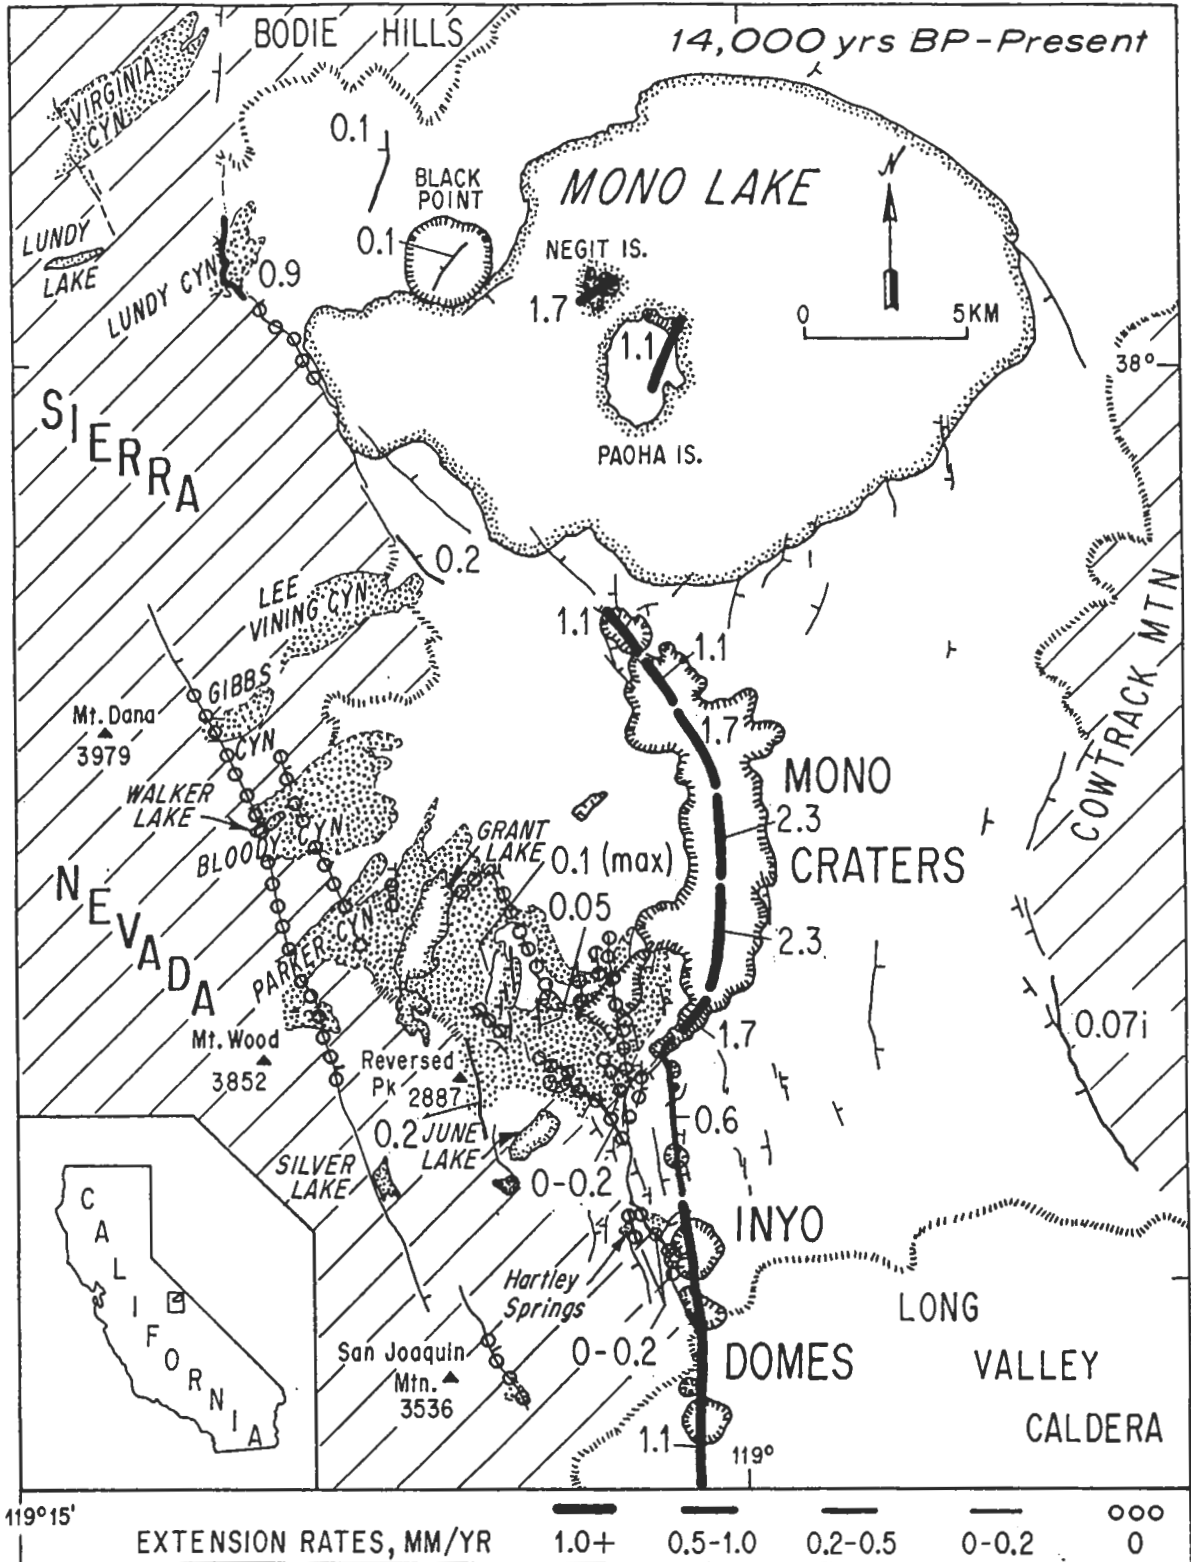 BODIE HILLS
14,000 yrs BP-Present
VIRGINIA
CYN
0.1
BLACK
POINT
MONO LAKE
N
LUNDY
LAKE
LUNDY CYN
0.9
0.1
NEGIT IS.
1.7
1.1
0 5KM
38°
PAOHA IS.
SIERRA
0.2
LEE
VINING CYN
1.1
1.1
GIBBS
CYN
Mt. Dana
3979
1.7
COWTRACK MTN
WALKER
LAKE
BLOODY CYN
MONO
CRATERS
2.3
GRANT
LAKE
0.1 (max)
0.05
NEVADA
PARKER CYN
2.3
Mt. Wood
3852
1.7
0.07i
Reversed
Pk
2887
0.2
JUNE
LAKE
0.6
SILVER
LAKE
0-0.2
INYO
DOMES
Hartley
Springs
0-0.2
LONG
VALLEY
CALDERA
San Joaquin
Mtn.
3536
1.1
119°
CALIFORNIA
119°15'
EXTENSION RATES, MM/YR
1.0+ 0.5-1.0 0.2-0.5 0-0.2 0